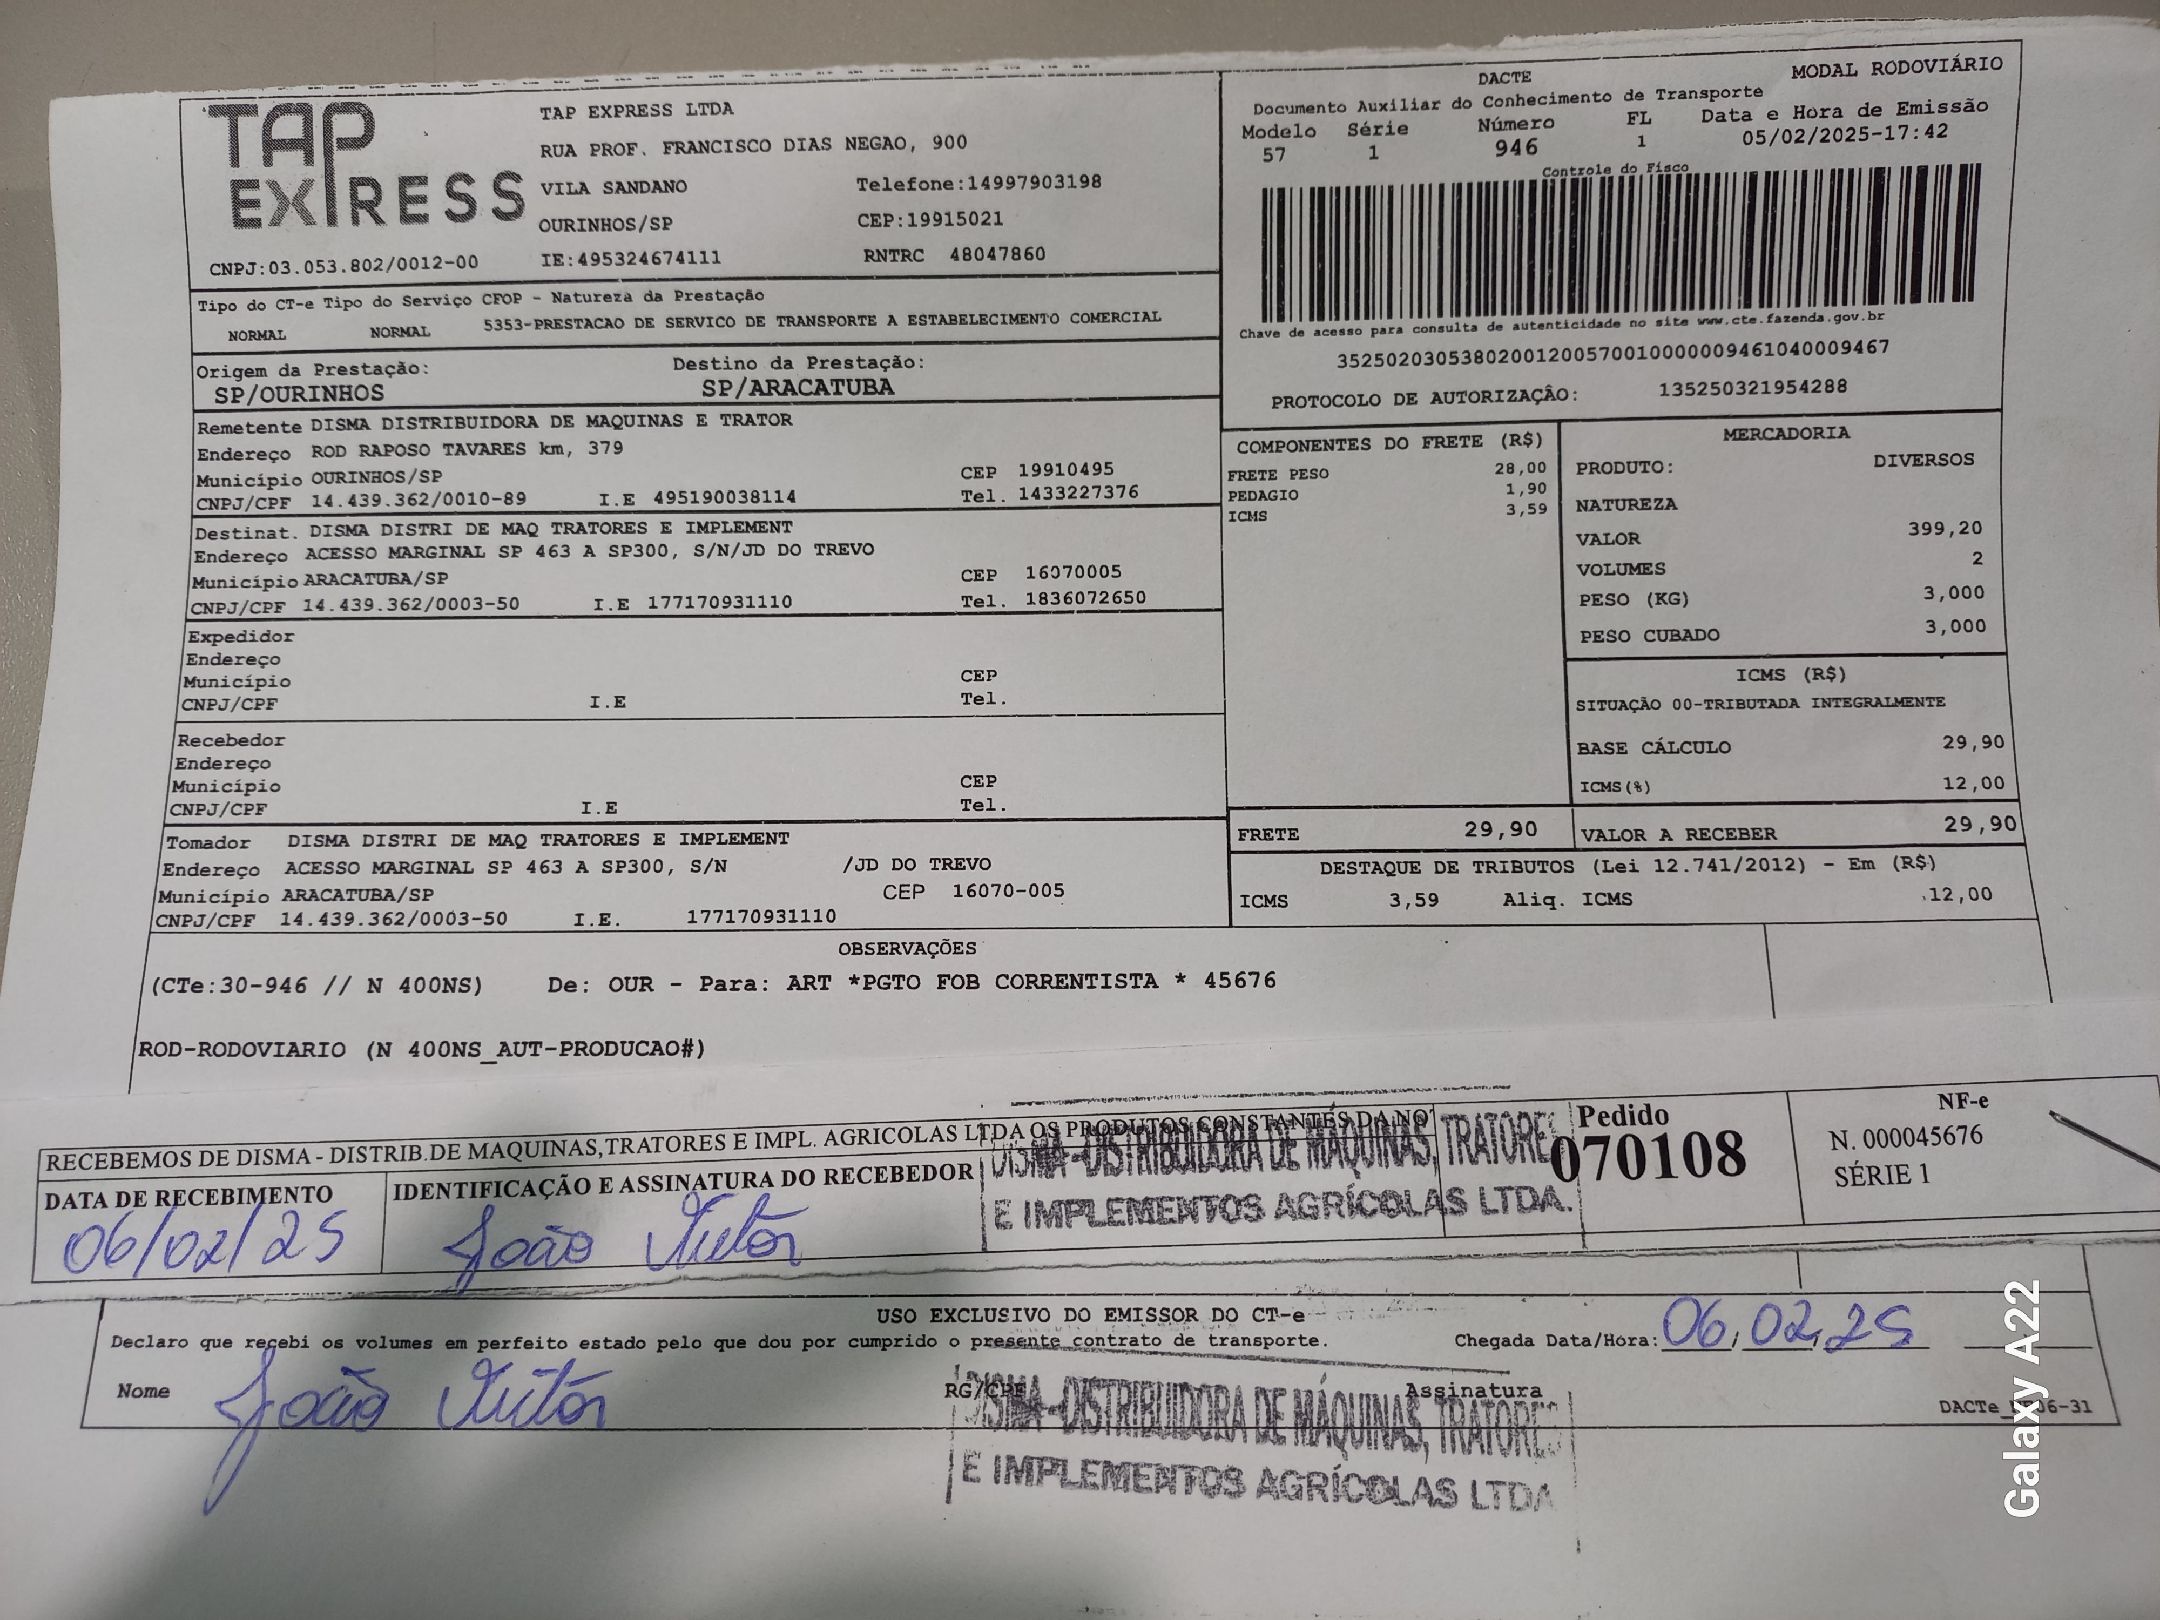 TAP EXPRESS
TAP EXPRESS LTDA
RUA PROF. FRANCISCO DIAS NEGAO, 900
VILA SANDANO Telefone:14997903198
OURINHOS/SP CEP:19915021
CNPJ:03.053.802/0012-00 IE:495324674111 RNTRC 48047860
DACTE MODAL RODOVIÁRIO
Documento Auxiliar do Conhecimento de Transporte
Modelo Série Número FL Data e Hora de Emissão
57 1 946 1 05/02/2025-17:42
Controle do Fisco
Chave de acesso para consulta de autenticidade no site www.cte.fazenda.gov.br
35250203053802001200570010000009461040009467
PROTOCOLO DE AUTORIZAÇÂO: 135250321954288
Tipo do CT-e Tipo do Serviço CFOP - Natureza da Prestação
NORMAL NORMAL 5353-PRESTACAO DE SERVICO DE TRANSPORTE A ESTABELECIMENTO COMERCIAL
Origem da Prestação: Destino da Prestação:
SP/OURINHOS SP/ARACATUBA
Remetente DISMA DISTRIBUIDORA DE MAQUINAS E TRATOR
Endereço ROD RAPOSO TAVARES km, 379
Município OURINHOS/SP CEP 19910495
CNPJ/CPF 14.439.362/0010-89 I.E 495190038114 Tel. 1433227376
Destinat. DISMA DISTRI DE MAQ TRATORES E IMPLEMENT
Endereço ACESSO MARGINAL SP 463 A SP300, S/N/JD DO TREVO
Município ARACATUBA/SP CEP 16070005
CNPJ/CPF 14.439.362/0003-50 I.E 177170931110 Tel. 1836072650
Expedidor
Endereço
Município CEP
CNPJ/CPF I.E Tel.
Recebedor
Endereço
Município CEP
CNPJ/CPF I.E Tel.
Tomador DISMA DISTRI DE MAQ TRATORES E IMPLEMENT
Endereço ACESSO MARGINAL SP 463 A SP300, S/N /JD DO TREVO
Município ARACATUBA/SP CEP 16070-005
CNPJ/CPF 14.439.362/0003-50 I.E. 177170931110
COMPONENTES DO FRETE (R$)
FRETE PESO 28,00
PEDAGIO 1,90
ICMS 3,59
MERCADORIA
PRODUTO: DIVERSOS
NATUREZA
VALOR 399,20
VOLUMES 2
PESO (KG) 3,000
PESO CUBADO 3,000
ICMS (R$)
SITUAÇÃO 00-TRIBUTADA INTEGRALMENTE
BASE CÁLCULO 29,90
ICMS(%) 12,00
FRETE 29,90 VALOR A RECEBER 29,90
DESTAQUE DE TRIBUTOS (Lei 12.741/2012) - Em (R$)
ICMS 3,59 Aliq. ICMS 12,00
OBSERVAÇÕES
(CTe:30-946 // N 400NS) De: OUR - Para: ART *PGTO FOB CORRENTISTA * 45676
ROD-RODOVIARIO (N 400NS_AUT-PRODUCAO#)
RECEBEMOS DE DISMA - DISTRIB.DE MAQUINAS,TRATORES E IMPL. AGRICOLAS LTDA OS PRODUTOS CONSTANTES DA NOT
DATA DE RECEBIMENTO IDENTIFICAÇÃO E ASSINATURA DO RECEBEDOR
06/02/25 João Vitor
DISMA - DISTRIBUIDORA DE MÁQUINAS, TRATORES
E IMPLEMENTOS AGRÍCOLAS LTDA.
Pedido
070108
NF-e
N. 000045676
SÉRIE 1
USO EXCLUSIVO DO EMISSOR DO CT-e
Declaro que recebi os volumes em perfeito estado pelo que dou por cumprido o presente contrato de transporte. Chegada Data/Hora: 06,02,25
Nome João Vitor RG/CPF Assinatura
DISMA - DISTRIBUIDORA DE MÁQUINAS, TRATORES
E IMPLEMENTOS AGRÍCOLAS LTDA
Galaxy A22